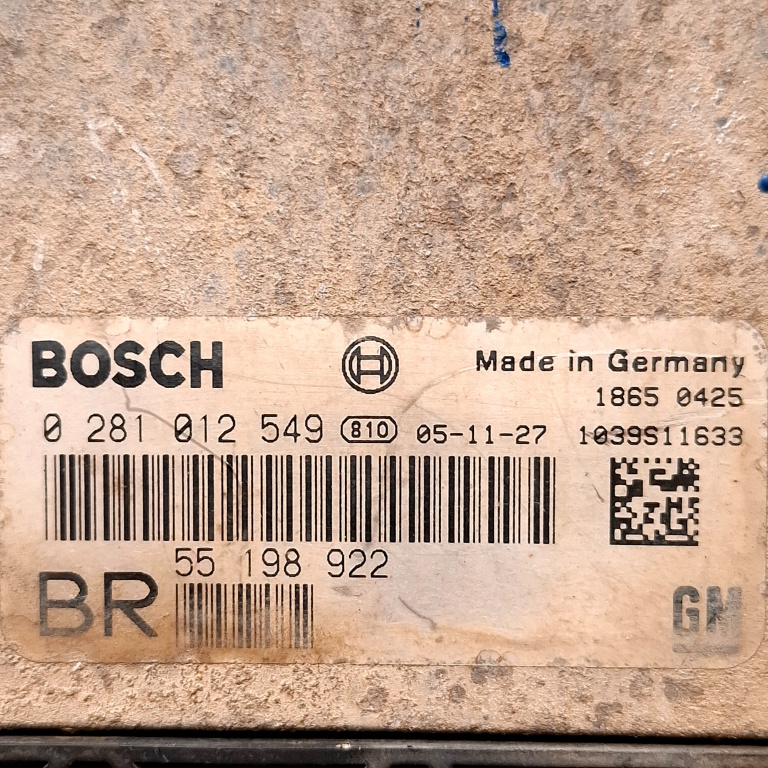 BOSCH
Made in Germany
1865 0425
0 281 012 549 810 05-11-27 1039S11633
55 198 922
BR
GM